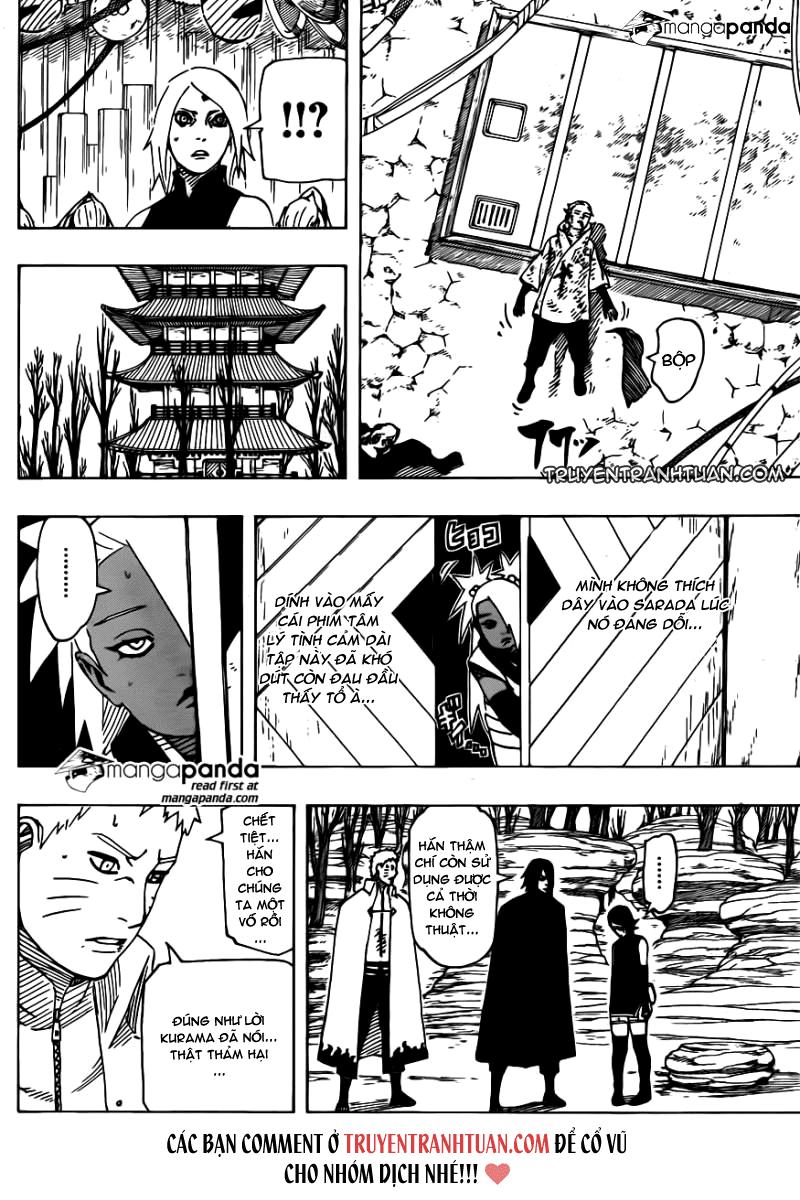 mangapanda
!!?
BỘP
TRUYENTRANHTUAN.COM
.........
DÍNH VÀO MẤY
CÁI PHIM TÂM
LÝ TÌNH CẢM DÀI
TẬP NÀY ĐÃ KHÓ
DỨT CÒN ĐAU ĐẦU
THẤY TỔ À...
MÌNH KHÔNG THÍCH
DÂY VÀO SARADA LÚC
NÓ ĐANG DỖI...
mangapanda
read first at
mangapanda.com
CHẾT
TIỆT...
HẮN
CHO
CHÚNG
TA MỘT
VỐ RỒI
...
ĐÚNG NHƯ LỜI
KURAMA ĐÃ NÓI...
THẬT THẢM HẠI
...
HẮN THẬM
CHÍ CÒN SỬ
DỤNG ĐƯỢC
CẢ THỜI
KHÔNG
THUẬT...
......
CÁC BẠN COMMENT Ở TRUYENTRANHTUAN.COM ĐỂ CỔ VŨ
CHO NHÓM DỊCH NHÉ!!! ❤